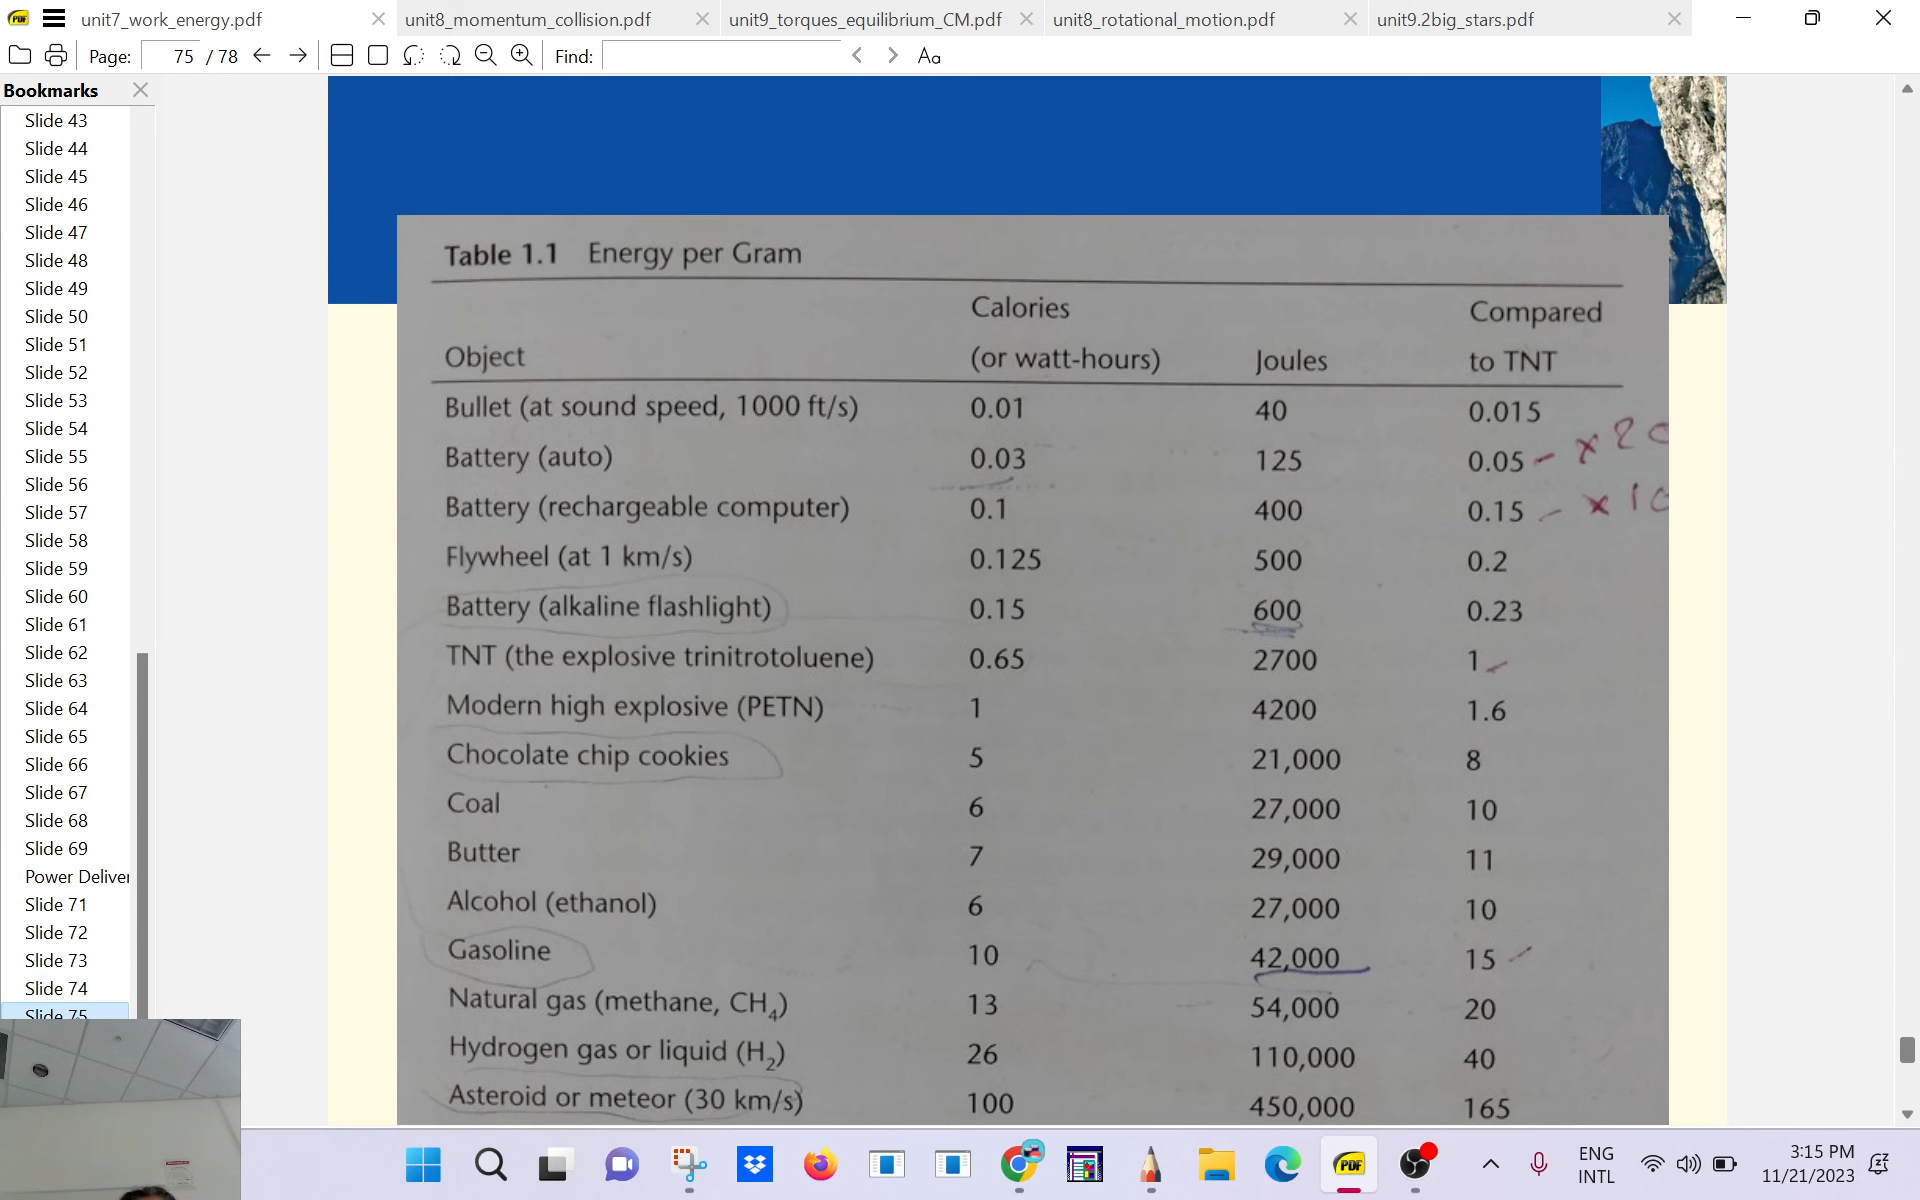 unit7_work_energy.pdf
unit8_momentum_collision.pdf
unit9_torques_equilibrium_CM.pdf
unit8_rotational_motion.pdf
unit9.2big_stars.pdf
Page: 75 / 78
Find:
Aa
Bookmarks
Slide 43
Slide 44
Slide 45
Slide 46
Slide 47
Slide 48
Slide 49
Slide 50
Slide 51
Slide 52
Slide 53
Slide 54
Slide 55
Slide 56
Slide 57
Slide 58
Slide 59
Slide 60
Slide 61
Slide 62
Slide 63
Slide 64
Slide 65
Slide 66
Slide 67
Slide 68
Slide 69
Power Deliver
Slide 71
Slide 72
Slide 73
Slide 74
Slide 75
Table 1.1 Energy per Gram
Calories Compared
Object (or watt-hours) Joules to TNT
Bullet (at sound speed, 1000 ft/s) 0.01 40 0.015
Battery (auto) 0.03 125 0.05 – x 20
Battery (rechargeable computer) 0.1 400 0.15 – x 10
Flywheel (at 1 km/s) 0.125 500 0.2
Battery (alkaline flashlight) 0.15 600 0.23
TNT (the explosive trinitrotoluene) 0.65 2700 1
Modern high explosive (PETN) 1 4200 1.6
Chocolate chip cookies 5 21,000 8
Coal 6 27,000 10
Butter 7 29,000 11
Alcohol (ethanol) 6 27,000 10
Gasoline 10 42,000 15
Natural gas (methane, CH₄) 13 54,000 20
Hydrogen gas or liquid (H₂) 26 110,000 40
Asteroid or meteor (30 km/s) 100 450,000 165
PDF
ENG
INTL
3:15 PM
11/21/2023